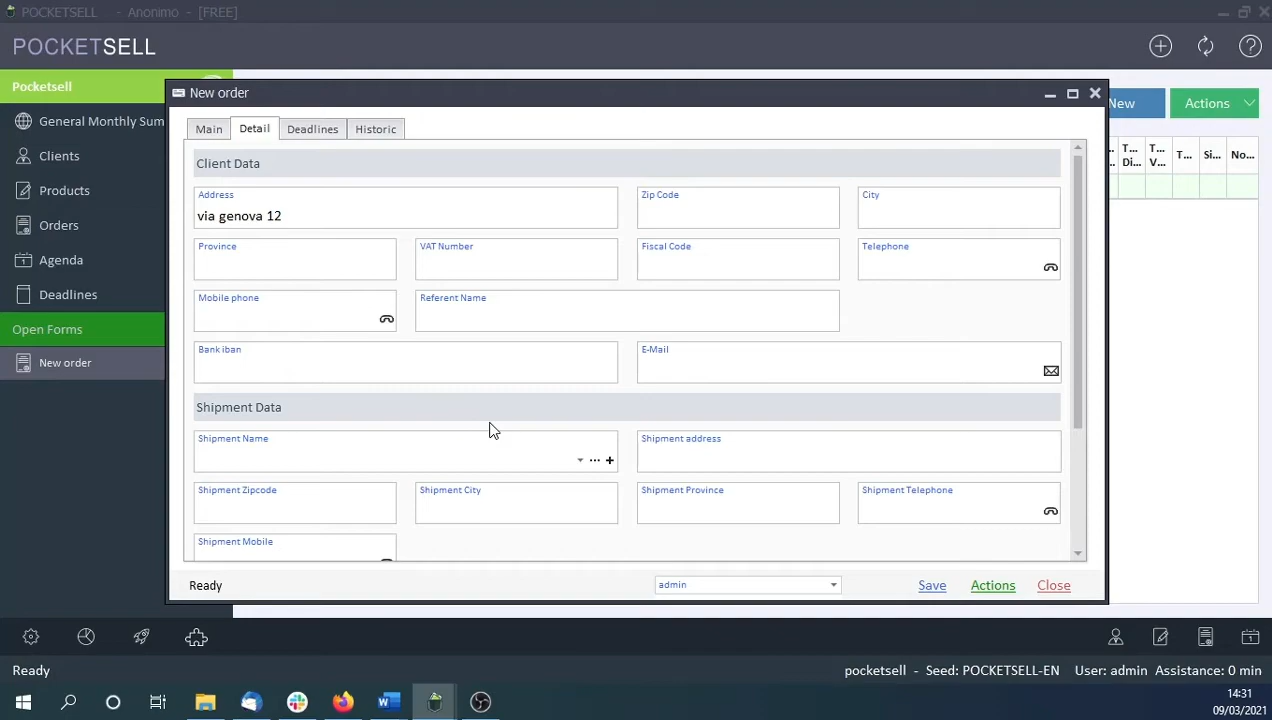 POCKETSELL - Anonimo - [FREE]
POCKETSELL
Pocketsell
General Monthly Sum
Clients
Products
Orders
Agenda
Deadlines
Open Forms
New order
New order
Main Detail Deadlines Historic
Client Data
Address
via genova 12
Zip Code
City
Province
VAT Number
Fiscal Code
Telephone
Mobile phone
Referent Name
Bank iban
E-Mail
Shipment Data
Shipment Name
Shipment address
Shipment Zipcode
Shipment City
Shipment Province
Shipment Telephone
Shipment Mobile
Ready
admin
Save
Actions
Close
New
Actions
T... Di...
T... V...
T...
Si...
No...
Ready
pocketsell - Seed: POCKETSELL-EN User: admin Assistance: 0 min
14:31
09/03/2021